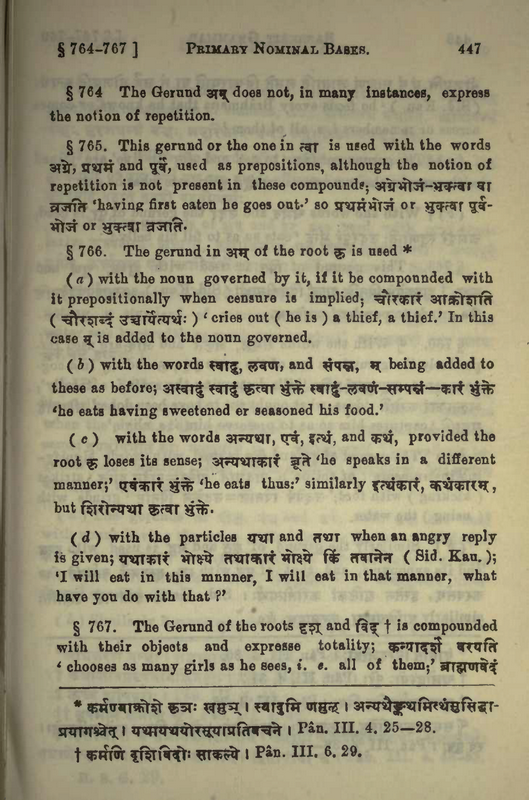 § 764-767 ] PRIMARY NOMINAL BASES. 447
§ 764 The Gerund अम् does not, in many instances, express
the notion of repetition.
§ 765. This gerund or the one in त्वा is used with the words
अग्रे, प्रथमं and पूर्वे, used as prepositions, although the notion of
repetition is not present in these compounds; अग्रेभोजं-भुक्त्वा वा
व्रजति 'having first eaten he goes out.' so प्रथमंभोजं or भुक्त्वा पूर्व-
भोजं or भुक्त्वा व्रजति.
§ 766. The gerund in अम् of the root कृ is used *
(a) with the noun governed by it, if it be compounded with
it prepositionally when censure is implied; चौरकारं आक्रोशति
( चौरशब्दं उच्चार्येत्यर्थः ) 'cries out ( he is ) a thief, a thief.' In this
case म् is added to the noun governed.
(b) with the words स्वादु, लवण, and संपन्न, म् being added to
these as before; अस्वादुं स्वादुं कृत्वा भुंक्ते स्वादुं-लवणं-सम्पन्नं—कारं भुंक्ते
'he eats having sweetened er seasoned his food.'
(c) with the words अन्यथा, एवं, इत्थं, and कथं, provided the
root कृ loses its sense; अन्यथाकारं ब्रूते 'he speaks in a different
manner;' एवंकारं भुंक्ते 'he eats thus:' similarly इत्थंकारं, कथंकारम्,
but शिरोन्यथा कृत्वा भुंक्ते.
(d) with the particles यथा and तथा when an angry reply
is given; यथाकारं भोक्ष्ये तथाकारं भोक्ष्ये किं तवानेन ( Sid. Kau. );
'I will eat in this mnnner, I will eat in that manner, what
have you do with that ?'
§ 767. The Gerund of the roots दृश् and विद् † is compounded
with their objects and expresse totality; कन्यादर्शं वरयति
' chooses as many girls as he sees, i. e. all of them;' ब्राह्मणवेदं
* कर्मण्याक्रोशे कृञः खमुञ् । स्वादुमि णमुल् । अन्यथैवंकथमित्थंसुसिद्धा-
प्रयोगश्चेत् । यथातथयोरसूयाप्रतिवचने । Pân. III. 4. 25—28.
† कर्मणि दृशिविदोः साकल्ये । Pân. III. 6. 29.